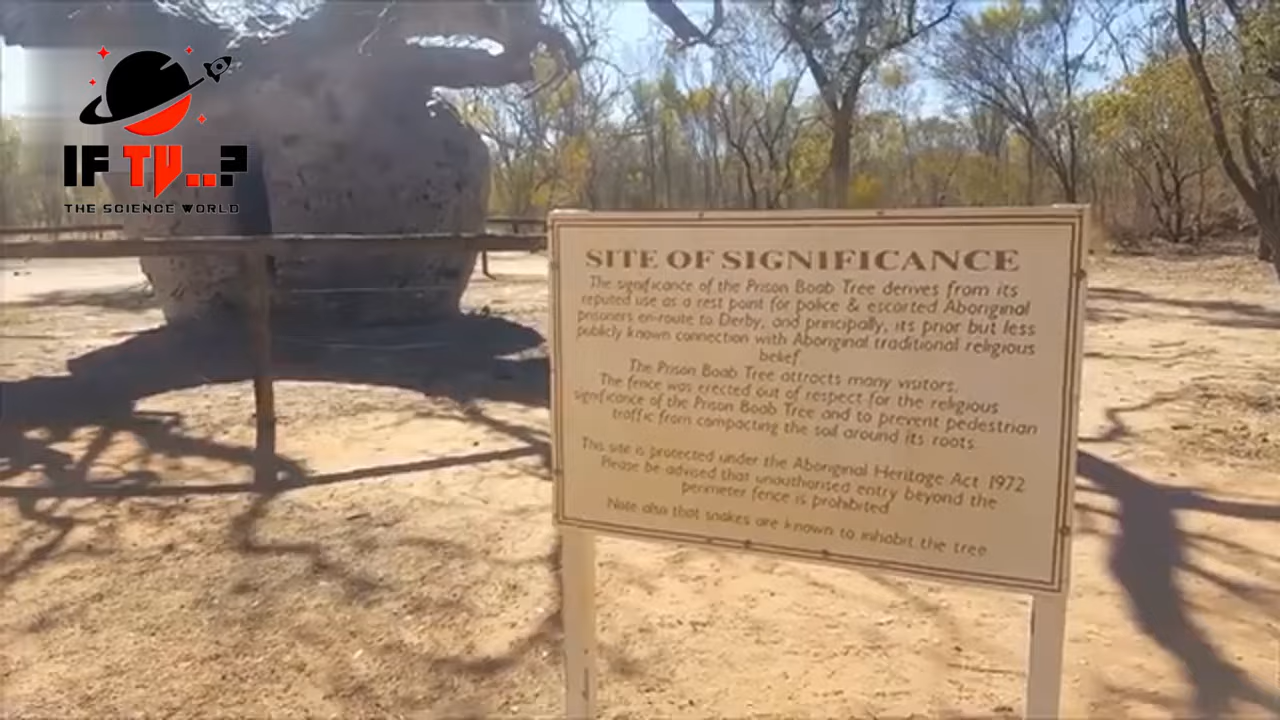 IF TV..?
THE SCIENCE WORLD
SITE OF SIGNIFICANCE
The significance of the Prison Boab Tree derives from its
reputed use as a rest point for police & escorted Aboriginal
prisoners en-route to Derby, and principally, its prior but less
publicly known connection with Aboriginal traditional religious
belief.
The Prison Boab Tree attracts many visitors.
The fence was erected out of respect for the religious
significance of the Prison Boab Tree and to prevent pedestrian
traffic from compacting the soil around its roots.
This site is protected under the Aboriginal Heritage Act 1972
Please be advised that unauthorised entry beyond the
perimeter fence is prohibited
Note also that snakes are known to inhabit the tree